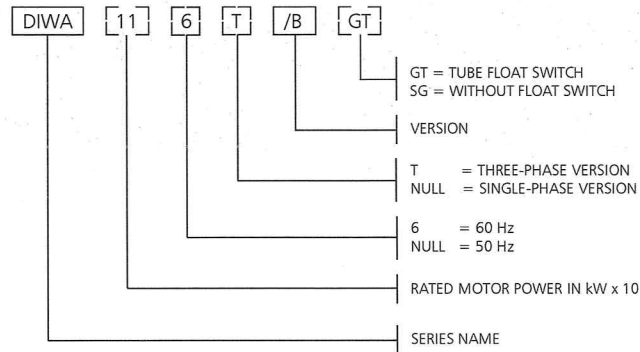 DIWA 11 6 T /B GT
GT = TUBE FLOAT SWITCH
SG = WITHOUT FLOAT SWITCH
VERSION
T = THREE-PHASE VERSION
NULL = SINGLE-PHASE VERSION
6 = 60 Hz
NULL = 50 Hz
RATED MOTOR POWER IN kW x 10
SERIES NAME